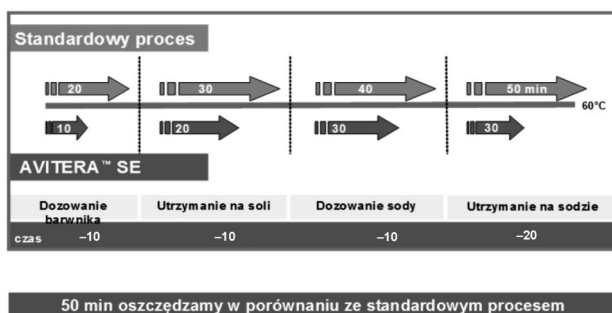 Standardowy proces
20 30 40 50 min
60°C
10 20 30 30
AVITERA™ SE
Dozowanie barwnika
Utrzymanie na soli
Dozowanie sody
Utrzymanie na sodzie
czas –10 –10 –10 –20
50 min oszczędzamy w porównaniu ze standardowym procesem